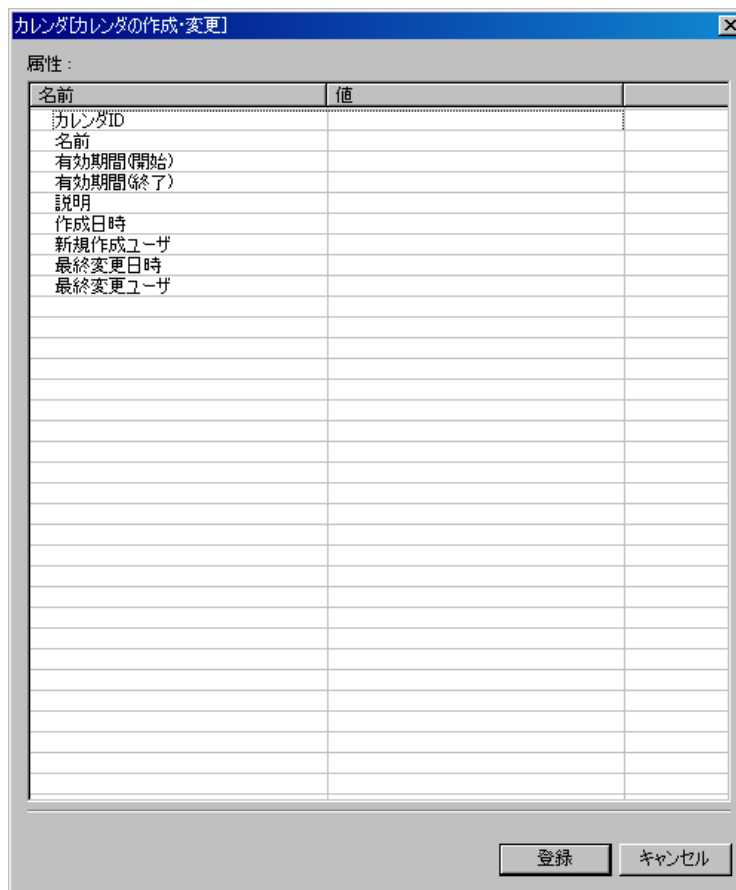 カレンダ[カレンダの作成・変更]
属性：
名前 値
カレンダID
名前
有効期間(開始)
有効期間(終了)
説明
作成日時
新規作成ユーザ
最終変更日時
最終変更ユーザ
登録 キャンセル